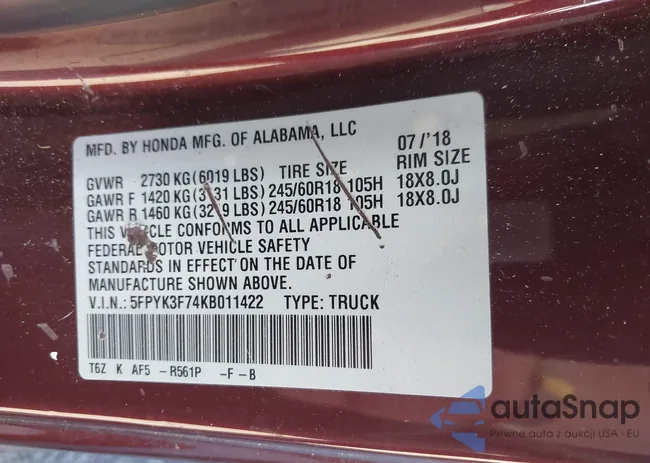 MFD. BY HONDA MFG. OF ALABAMA, LLC 07/'18
GVWR 2730 KG (6019 LBS) TIRE SIZE RIM SIZE
GAWR F 1420 KG (3131 LBS) 245/60R18 105H 18X8.0J
GAWR R 1460 KG (3219 LBS) 245/60R18 105H 18X8.0J
THIS VEHICLE CONFORMS TO ALL APPLICABLE
FEDERAL MOTOR VEHICLE SAFETY
STANDARDS IN EFFECT ON THE DATE OF
MANUFACTURE SHOWN ABOVE.
V.I.N.: 5FPYK3F74KB011422 TYPE: TRUCK
T6Z K AF5 -R561P -F-B
autaSnap
Pewne auta z aukcji USA i EU